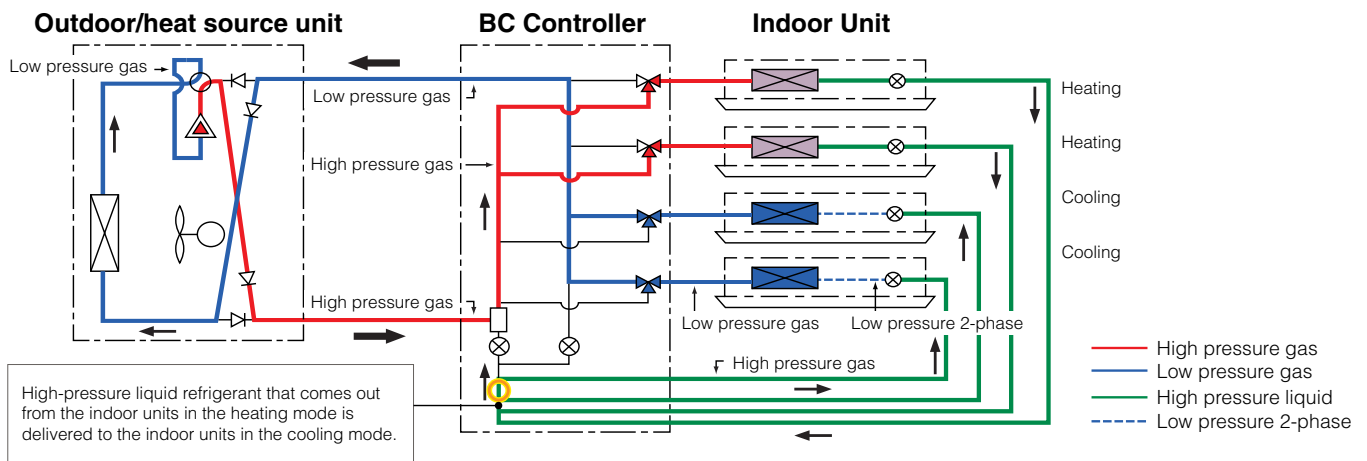 Outdoor/heat source unit
BC Controller
Indoor Unit
Low pressure gas
Low pressure gas
High pressure gas
High pressure gas
Heating
Heating
Cooling
Cooling
Low pressure gas
Low pressure 2-phase
High pressure gas
High-pressure liquid refrigerant that comes out
from the indoor units in the heating mode is
delivered to the indoor units in the cooling mode.
High pressure gas
Low pressure gas
High pressure liquid
Low pressure 2-phase